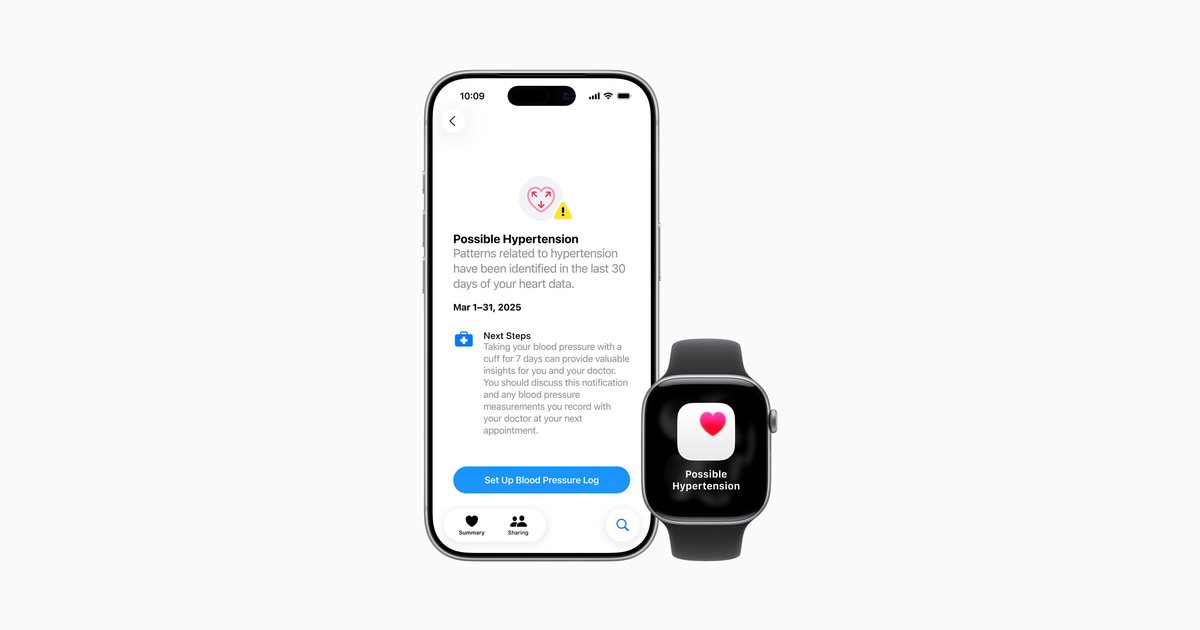 10:09
Possible Hypertension
Patterns related to hypertension
have been identified in the last 30
days of your heart data.
Mar 1–31, 2025
Next Steps
Taking your blood pressure with a
cuff for 7 days can provide valuable
insights for you and your doctor.
You should discuss this notification
and any blood pressure
measurements you record with
your doctor at your next
appointment.
Set Up Blood Pressure Log
Summary
Sharing
Possible
Hypertension